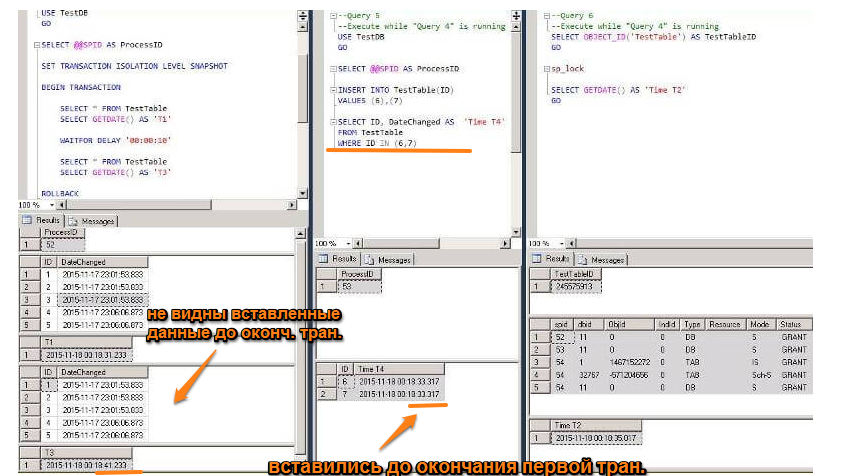 USE TestDB
GO
SELECT @@SPID AS ProcessID
SET TRANSACTION ISOLATION LEVEL SNAPSHOT
BEGIN TRANSACTION
SELECT * FROM TestTable
SELECT GETDATE() AS 'T1'
WAITFOR DELAY '00:00:10'
SELECT * FROM TestTable
SELECT GETDATE() AS 'T3'
ROLLBACK
100 %
Results Messages
ProcessID
1 52
ID DateChanged
1 1 2015-11-17 23:01:53.833
2 2 2015-11-17 23:01:53.833
3 3 2015-11-17 23:01:53.833
4 4 2015-11-17 23:06:06.873
5 5 2015-11-17 23:06:06.873
T1
1 2015-11-18 00:18:31.233
ID DateChanged
1 1 2015-11-17 23:01:53.833
2 2 2015-11-17 23:01:53.833
3 3 2015-11-17 23:01:53.833
4 4 2015-11-17 23:06:06.873
5 5 2015-11-17 23:06:06.873
T3
1 2015-11-18 00:18:41.233
--Query 5
--Execute while "Query 4" is running
USE TestDB
GO
SELECT @@SPID AS ProcessID
INSERT INTO TestTable(ID)
VALUES (6),(7)
SELECT ID, DateChanged AS 'Time T4'
FROM TestTable
WHERE ID IN (6,7)
100 %
Results Messages
ProcessID
1 53
ID Time T4
1 6 2015-11-18 00:18:33.317
2 7 2015-11-18 00:18:33.317
--Query 6
--Execute while "Query 4" is running
SELECT OBJECT_ID('TestTable') AS TestTableID
GO
sp_lock
SELECT GETDATE() AS 'Time T2'
GO
100 %
Results Messages
TestTableID
1 245575913
spid dbid ObjId IndId Type Resource Mode Status
1 52 11 0 0 DB S GRANT
2 53 11 0 0 DB S GRANT
3 54 1 1467152272 0 TAB IS GRANT
4 54 32767 -571204656 0 TAB Sch-S GRANT
5 54 11 0 0 DB S GRANT
Time T2
1 2015-11-18 00:18:35.017
не видны вставленные
данные до оконч. тран.
вставились до окончания первой тран.